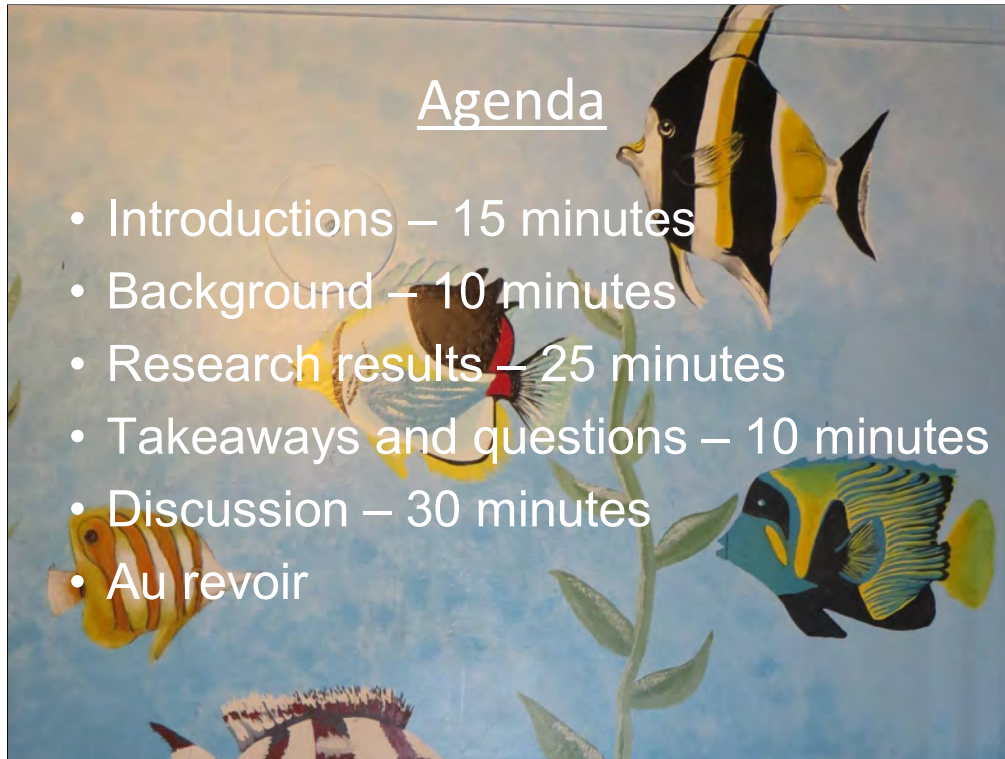 Agenda
• Introductions – 15 minutes
• Background – 10 minutes
• Research results – 25 minutes
• Takeaways and questions – 10 minutes
• Discussion – 30 minutes
• Au revoir